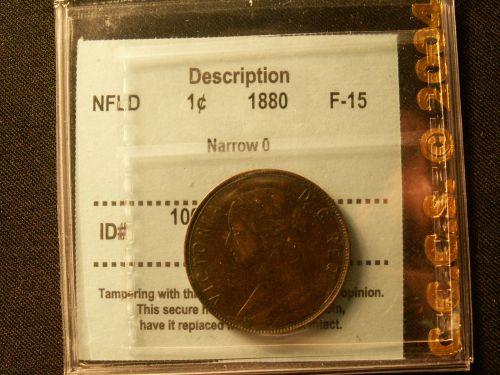 Description
NFLD 1¢ 1880 F-15
Narrow 0
ID# 10
Tampering with opinion.
This secure
have it replaced
VICTORIA D:G:REG:
C.C.C.S. © 2004